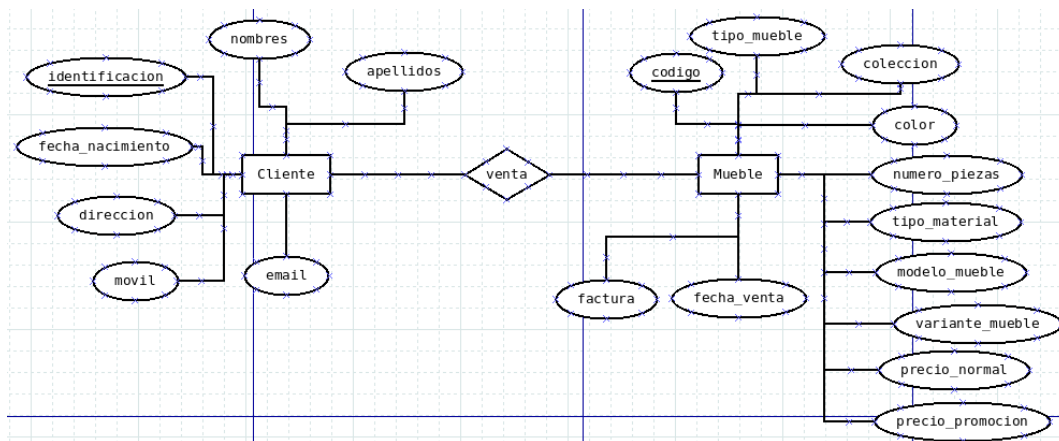 nombres
tipo_mueble
identificacion
apellidos
codigo
coleccion
color
fecha_nacimiento
Cliente
venta
Mueble
numero_piezas
direccion
tipo_material
movil
email
factura
fecha_venta
modelo_mueble
variante_mueble
precio_normal
precio_promocion